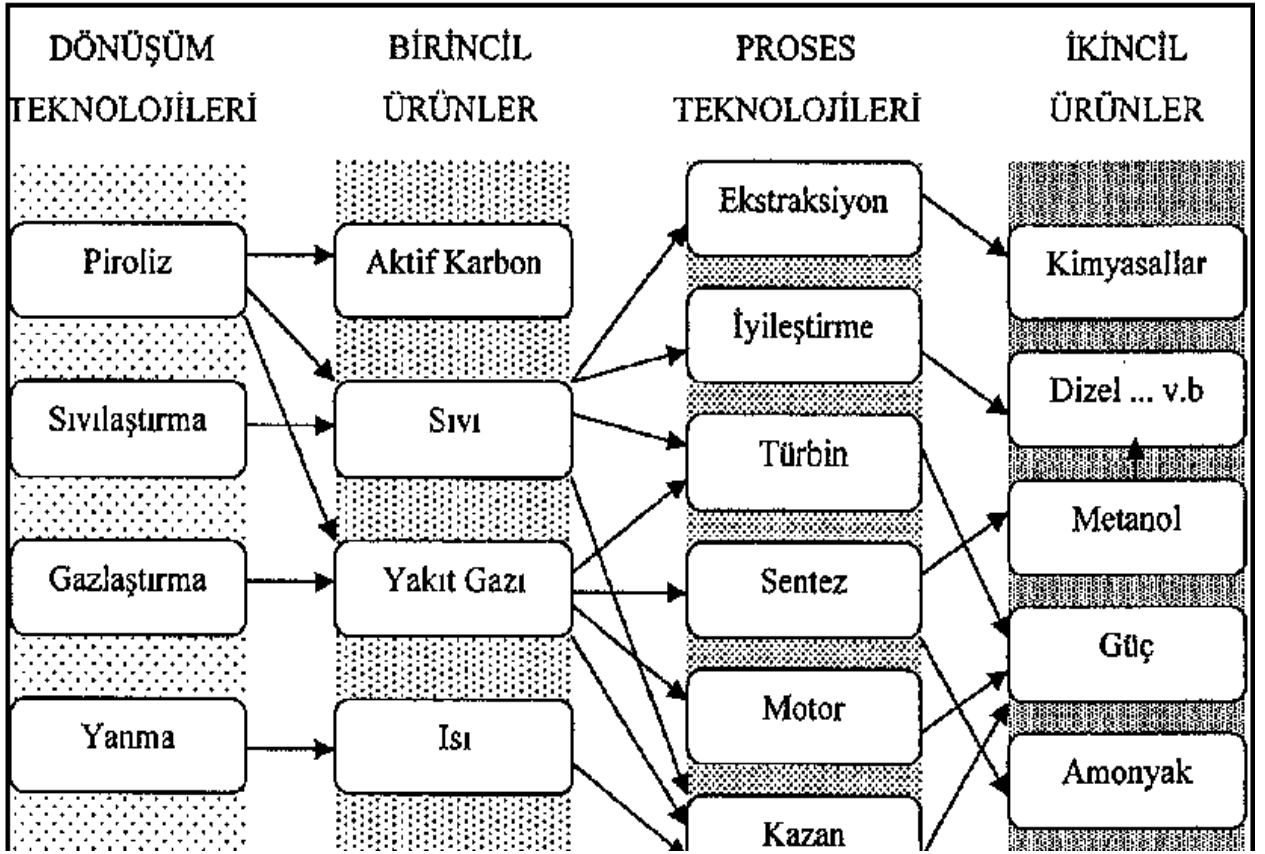 DÖNÜŞÜM
TEKNOLOJİLERİ
BİRİNCİL
ÜRÜNLER
PROSES
TEKNOLOJİLERİ
İKİNCİL
ÜRÜNLER
Piroliz
Sıvılaştırma
Gazlaştırma
Yanma
Aktif Karbon
Sıvı
Yakıt Gazı
Isı
Ekstraksiyon
İyileştirme
Türbin
Sentez
Motor
Kazan
Kimyasallar
Dizel ... v.b
Metanol
Güç
Amonyak